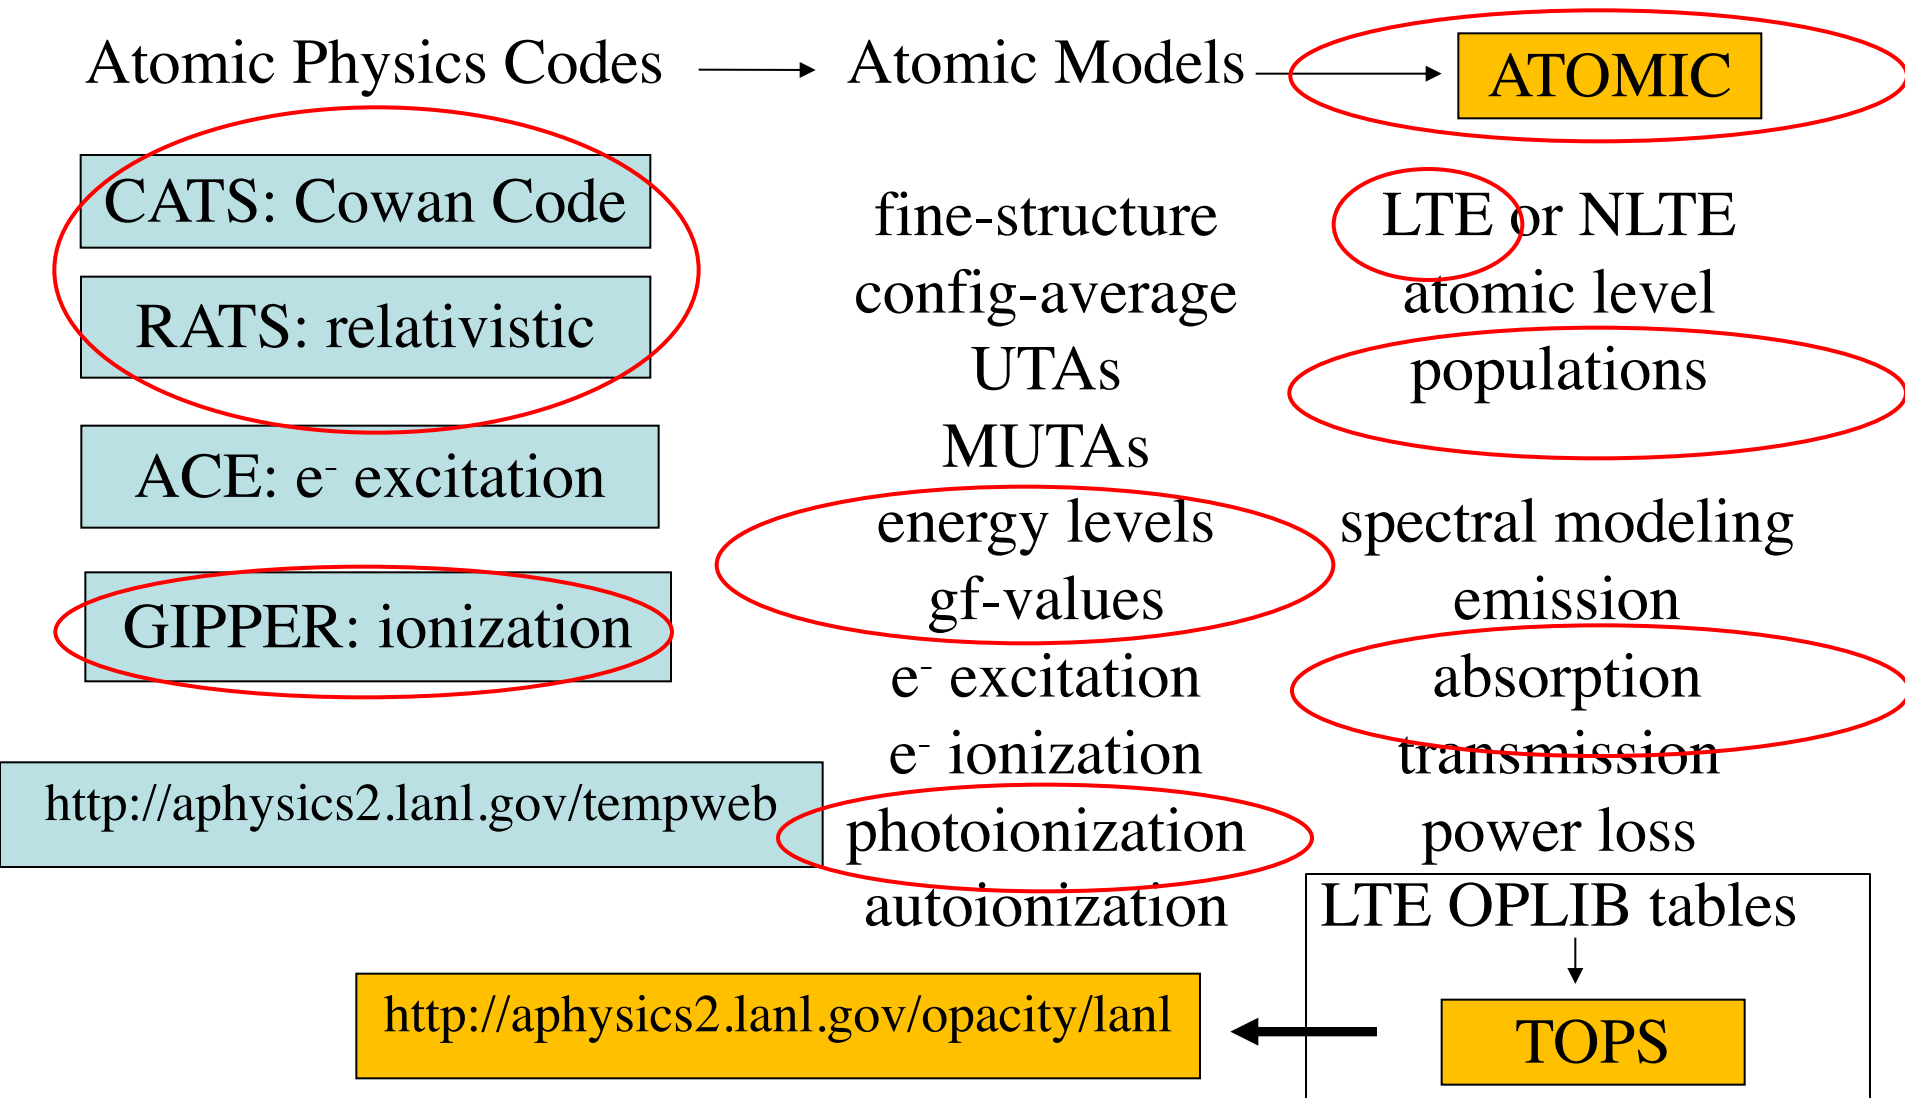 Atomic Physics Codes
CATS: Cowan Code
RATS: relativistic
ACE: e⁻ excitation
GIPPER: ionization
http://aphysics2.lanl.gov/tempweb
Atomic Models
fine-structure
config-average
UTAs
MUTAs
energy levels
gf-values
e⁻ excitation
e⁻ ionization
photoionization
autoionization
ATOMIC
LTE or NLTE
atomic level
populations
spectral modeling
emission
absorption
transmission
power loss
LTE OPLIB tables
TOPS
http://aphysics2.lanl.gov/opacity/lanl